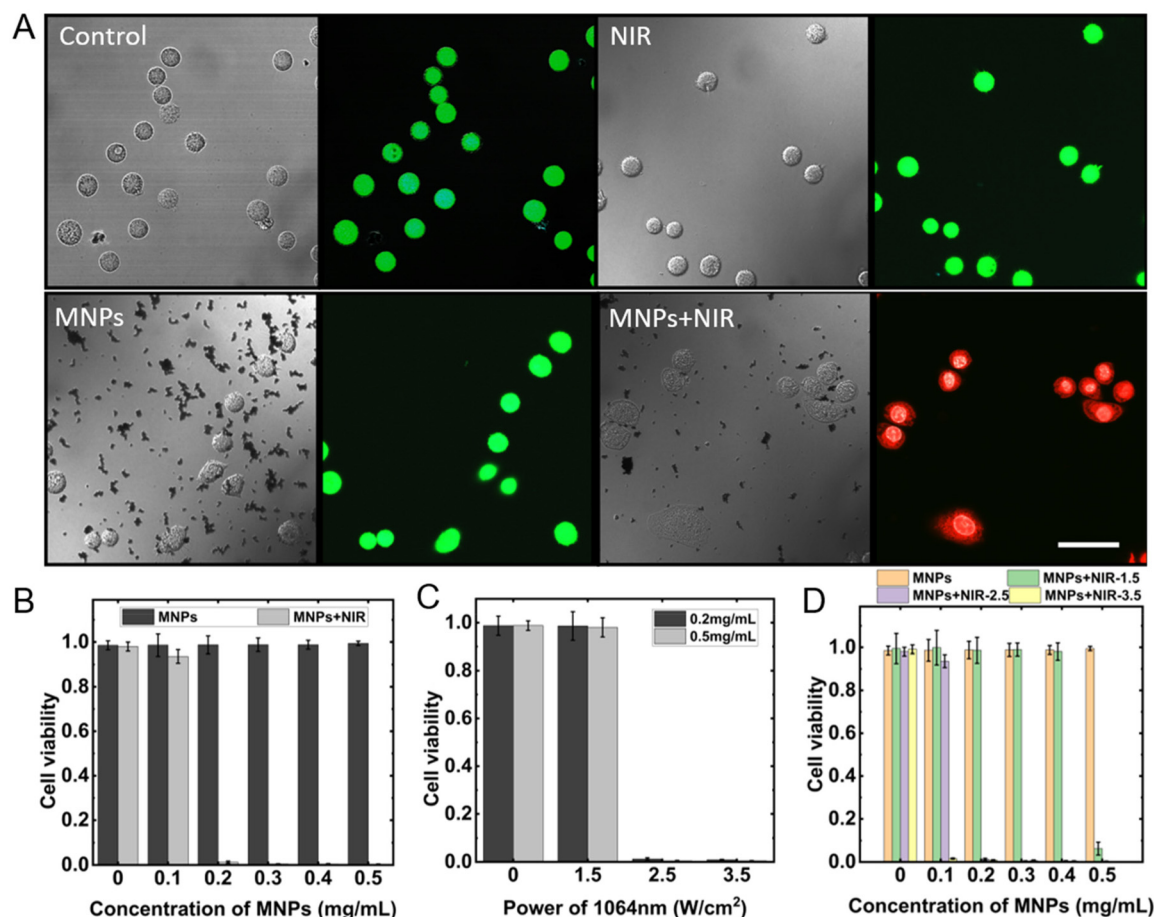 A
Control
NIR
MNPs
MNPs+NIR
B
MNPs
MNPs+NIR
Cell viability
1.0
0.8
0.6
0.4
0.2
0.0
0 0.1 0.2 0.3 0.4 0.5
Concentration of MNPs (mg/mL)
C
0.2mg/mL
0.5mg/mL
Cell viability
1.0
0.8
0.6
0.4
0.2
0.0
0 1.5 2.5 3.5
Power of 1064nm (W/cm²)
D
MNPs MNPs+NIR-1.5
MNPs+NIR-2.5 MNPs+NIR-3.5
Cell viability
1.0
0.8
0.6
0.4
0.2
0.0
0 0.1 0.2 0.3 0.4 0.5
Concentration of MNPs (mg/mL)